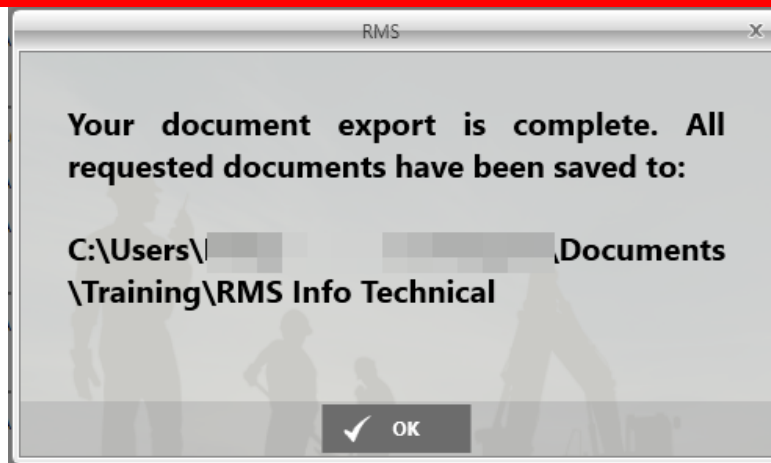 RMS
x
Your document export is complete. All
requested documents have been saved to:
C:\Users\ \Documents
\Training\RMS Info Technical
OK